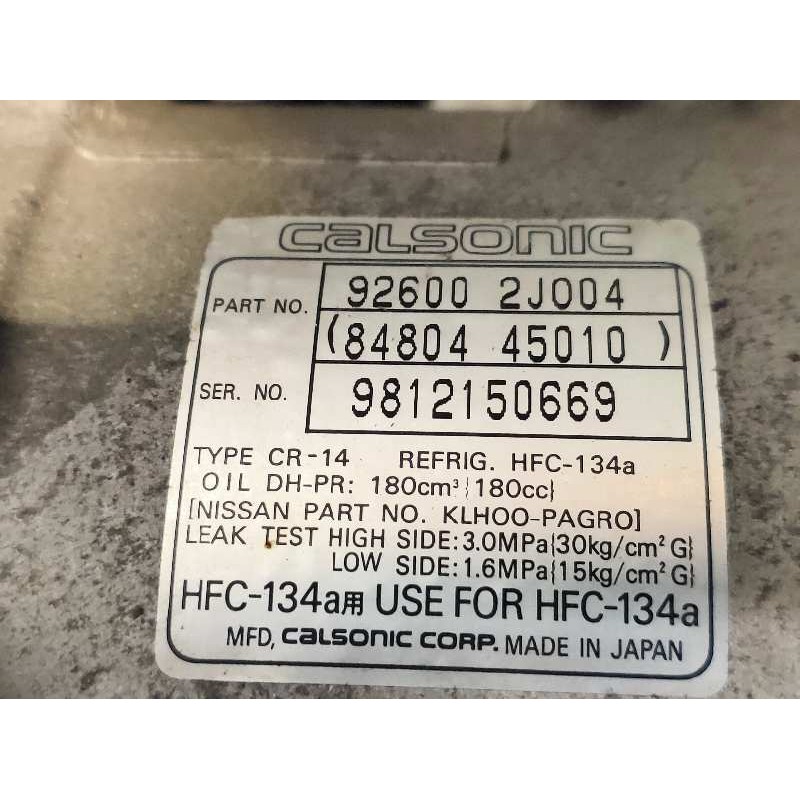 CALSONIC
PART NO. 92600 2J004
(84804 45010)
SER. NO. 9812150669
TYPE CR-14 REFRIG. HFC-134a
OIL DH-PR: 180cm³{180cc}
[NISSAN PART NO. KLHOO-PAGRO]
LEAK TEST HIGH SIDE:3.0MPa{30kg/cm²G}
LOW SIDE:1.6MPa{15kg/cm²G}
HFC-134a用 USE FOR HFC-134a
MFD, CALSONIC CORP. MADE IN JAPAN